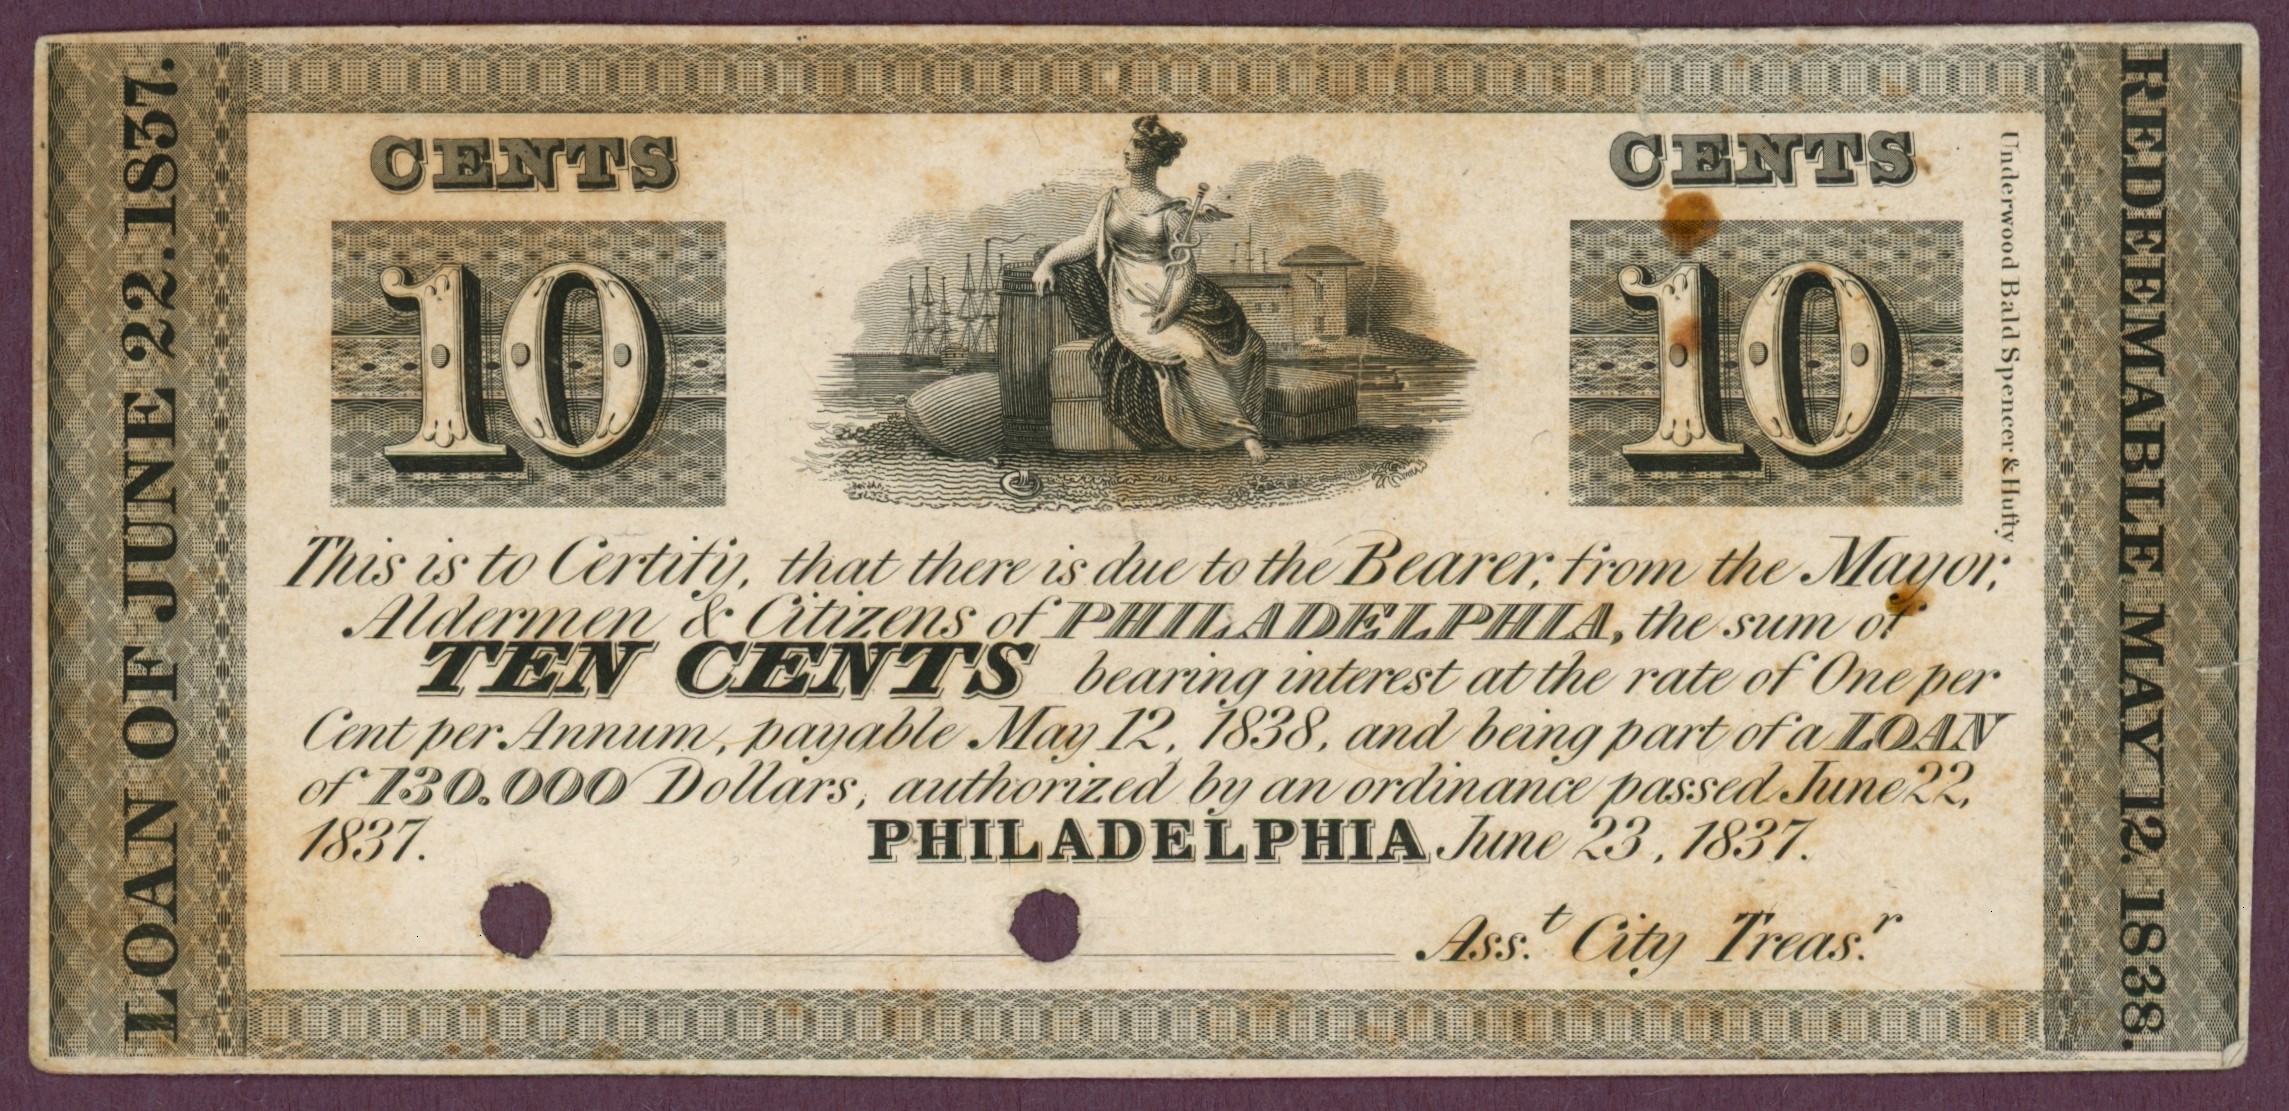 LOAN OF JUNE 22. 1837.
CENTS
10
CENTS
10
Underwood Bald Spencer & Hufty
REDEEMABLE MAY 12. 1838.
This is to Certify, that there is due to the Bearer, from the Mayor,
Aldermen & Citizens of PHILADELPHIA, the sum of
TEN CENTS bearing interest at the rate of One per
Cent per Annum, payable May 12, 1838, and being part of a LOAN
of 130.000 Dollars, authorized by an ordinance passed June 22,
1837. PHILADELPHIA June 23, 1837.
Ass.t City Treas.r